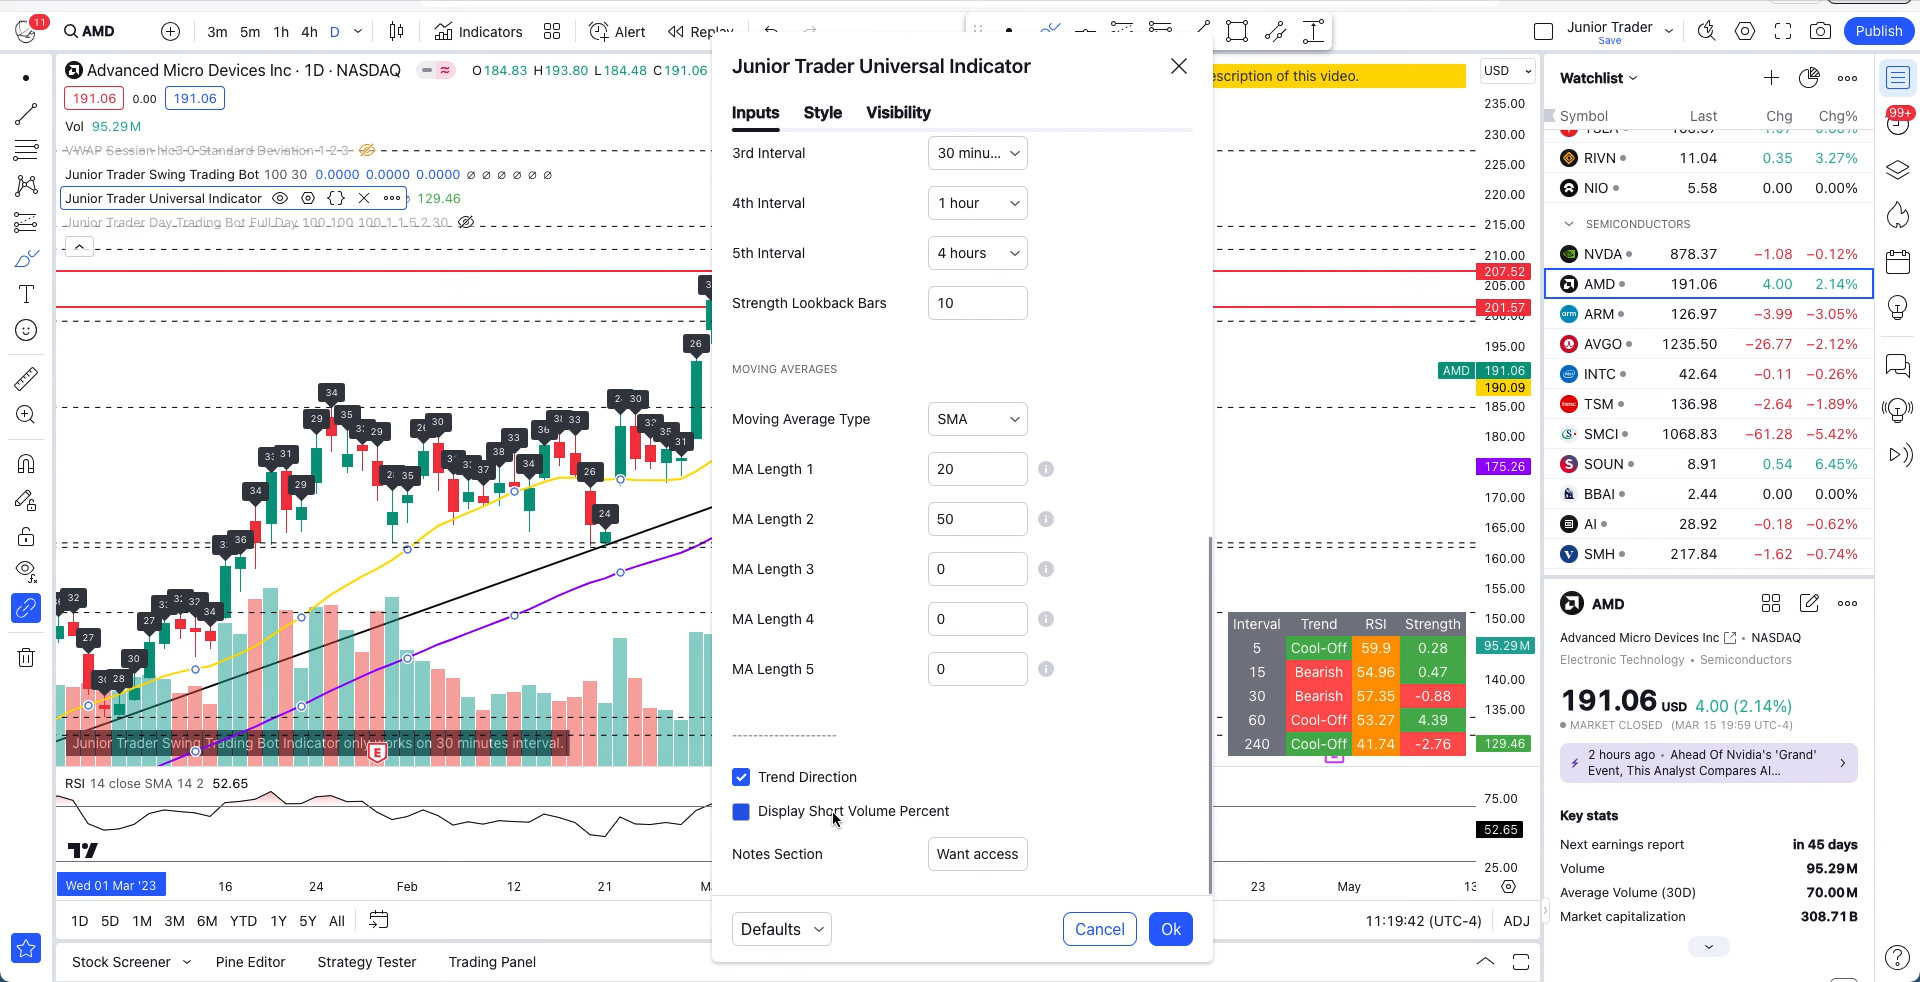 11
AMD
3m 5m 1h 4h D
Indicators
Alert
Replay
Junior Trader
Save
Publish
Advanced Micro Devices Inc · 1D · NASDAQ
O184.83 H193.80 L184.48 C191.06
191.06 0.00 191.06
Vol 95.29M
VWAP Session hlc3 0 Standard Deviation 1 2 3
Junior Trader Swing Trading Bot 100 30 0.0000 0.0000 0.0000 ∅ ∅ ∅ ∅ ∅ ∅
Junior Trader Universal Indicator {} 129.46
Junior Trader Day Trading Bot Full Day 100 100 100 1 1.5 2 30
Junior Trader Swing Trading Bot Indicator only works on 30 minutes interval.
E
RSI 14 close SMA 14 2 52.65
Wed 01 Mar '23 16 24 Feb 12 21
1D 5D 1M 3M 6M YTD 1Y 5Y All
Stock Screener
Pine Editor
Strategy Tester
Trading Panel
Junior Trader Universal Indicator
Inputs Style Visibility
3rd Interval 30 minu...
4th Interval 1 hour
5th Interval 4 hours
Strength Lookback Bars 10
MOVING AVERAGES
Moving Average Type SMA
MA Length 1 20
MA Length 2 50
MA Length 3 0
MA Length 4 0
MA Length 5 0
--------------------
Trend Direction
Display Short Volume Percent
Notes Section Want access
Defaults Cancel Ok
escription of this video.
USD
235.00
230.00
225.00
220.00
215.00
210.00
207.52
205.00
201.57
200.00
195.00
AMD 191.06
190.09
185.00
180.00
175.26
170.00
165.00
160.00
155.00
150.00
95.29M
140.00
135.00
129.46
75.00
52.65
25.00
Interval Trend RSI Strength
5 Cool-Off 59.9 0.28
15 Bearish 54.96 0.47
30 Bearish 57.35 -0.88
60 Cool-Off 53.27 4.39
240 Cool-Off 41.74 -2.76
23 May 13
11:19:42 (UTC-4) ADJ
Watchlist
Symbol Last Chg Chg%
RIVN 11.04 0.35 3.27%
NIO 5.58 0.00 0.00%
SEMICONDUCTORS
NVDA 878.37 −1.08 −0.12%
AMD 191.06 4.00 2.14%
ARM 126.97 −3.99 −3.05%
AVGO 1235.50 −26.77 −2.12%
INTC 42.64 −0.11 −0.26%
TSM 136.98 −2.64 −1.89%
SMCI 1068.83 −61.28 −5.42%
SOUN 8.91 0.54 6.45%
BBAI 2.44 0.00 0.00%
AI 28.92 −0.18 −0.62%
SMH 217.84 −1.62 −0.74%
AMD
Advanced Micro Devices Inc • NASDAQ
Electronic Technology • Semiconductors
191.06 USD 4.00 (2.14%)
MARKET CLOSED (MAR 15 19:59 UTC-4)
2 hours ago • Ahead Of Nvidia's 'Grand'
Event, This Analyst Compares AI...
Key stats
Next earnings report in 45 days
Volume 95.29M
Average Volume (30D) 70.00M
Market capitalization 308.71B
99+